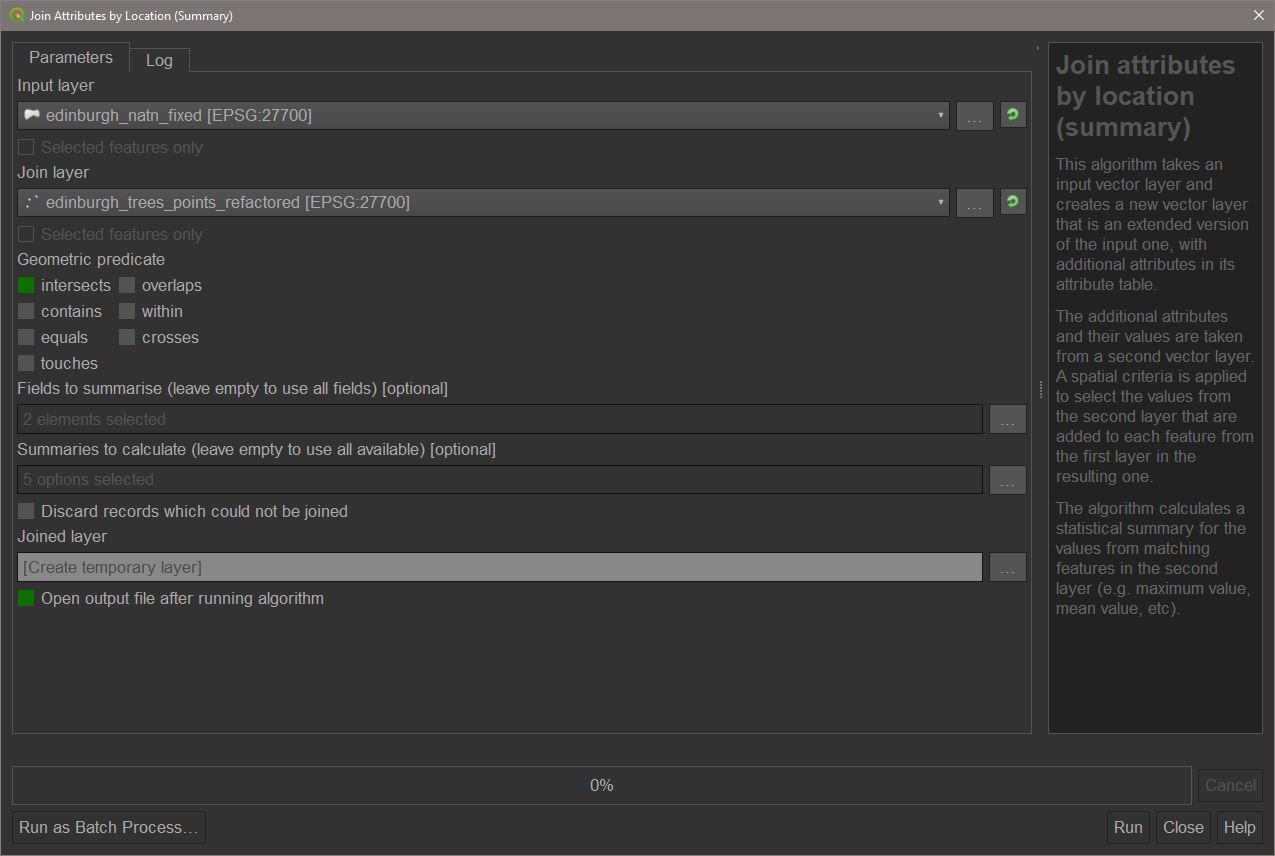 Join Attributes by Location (Summary)
Parameters
Log
Input layer
edinburgh_natn_fixed [EPSG:27700]
...
Selected features only
Join layer
edinburgh_trees_points_refactored [EPSG:27700]
...
Selected features only
Geometric predicate
intersects overlaps
contains within
equals crosses
touches
Fields to summarise (leave empty to use all fields) [optional]
2 elements selected
...
Summaries to calculate (leave empty to use all available) [optional]
5 options selected
...
Discard records which could not be joined
Joined layer
[Create temporary layer]
...
Open output file after running algorithm
Join attributes
by location
(summary)
This algorithm takes an
input vector layer and
creates a new vector layer
that is an extended version
of the input one, with
additional attributes in its
attribute table.
The additional attributes
and their values are taken
from a second vector layer.
A spatial criteria is applied
to select the values from
the second layer that are
added to each feature from
the first layer in the
resulting one.
The algorithm calculates a
statistical summary for the
values from matching
features in the second
layer (e.g. maximum value,
mean value, etc).
0%
Cancel
Run as Batch Process…
Run
Close
Help